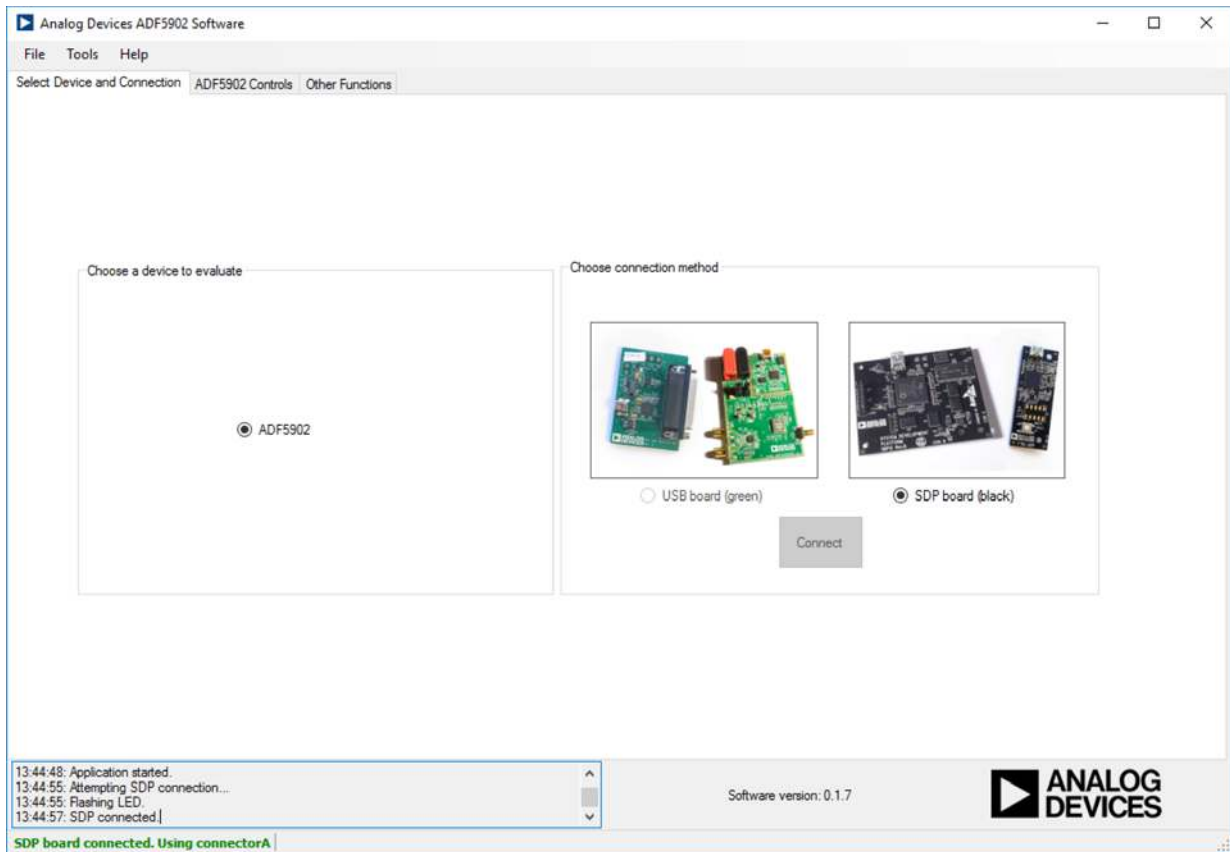 Analog Devices ADF5902 Software
File Tools Help
Select Device and Connection ADF5902 Controls Other Functions
Choose a device to evaluate
ADF5902
Choose connection method
USB board (green)
SDP board (black)
Connect
13:44:48: Application started.
13:44:55: Attempting SDP connection...
13:44:55: Flashing LED.
13:44:57: SDP connected.
Software version: 0.1.7
ANALOG
DEVICES
SDP board connected. Using connectorA